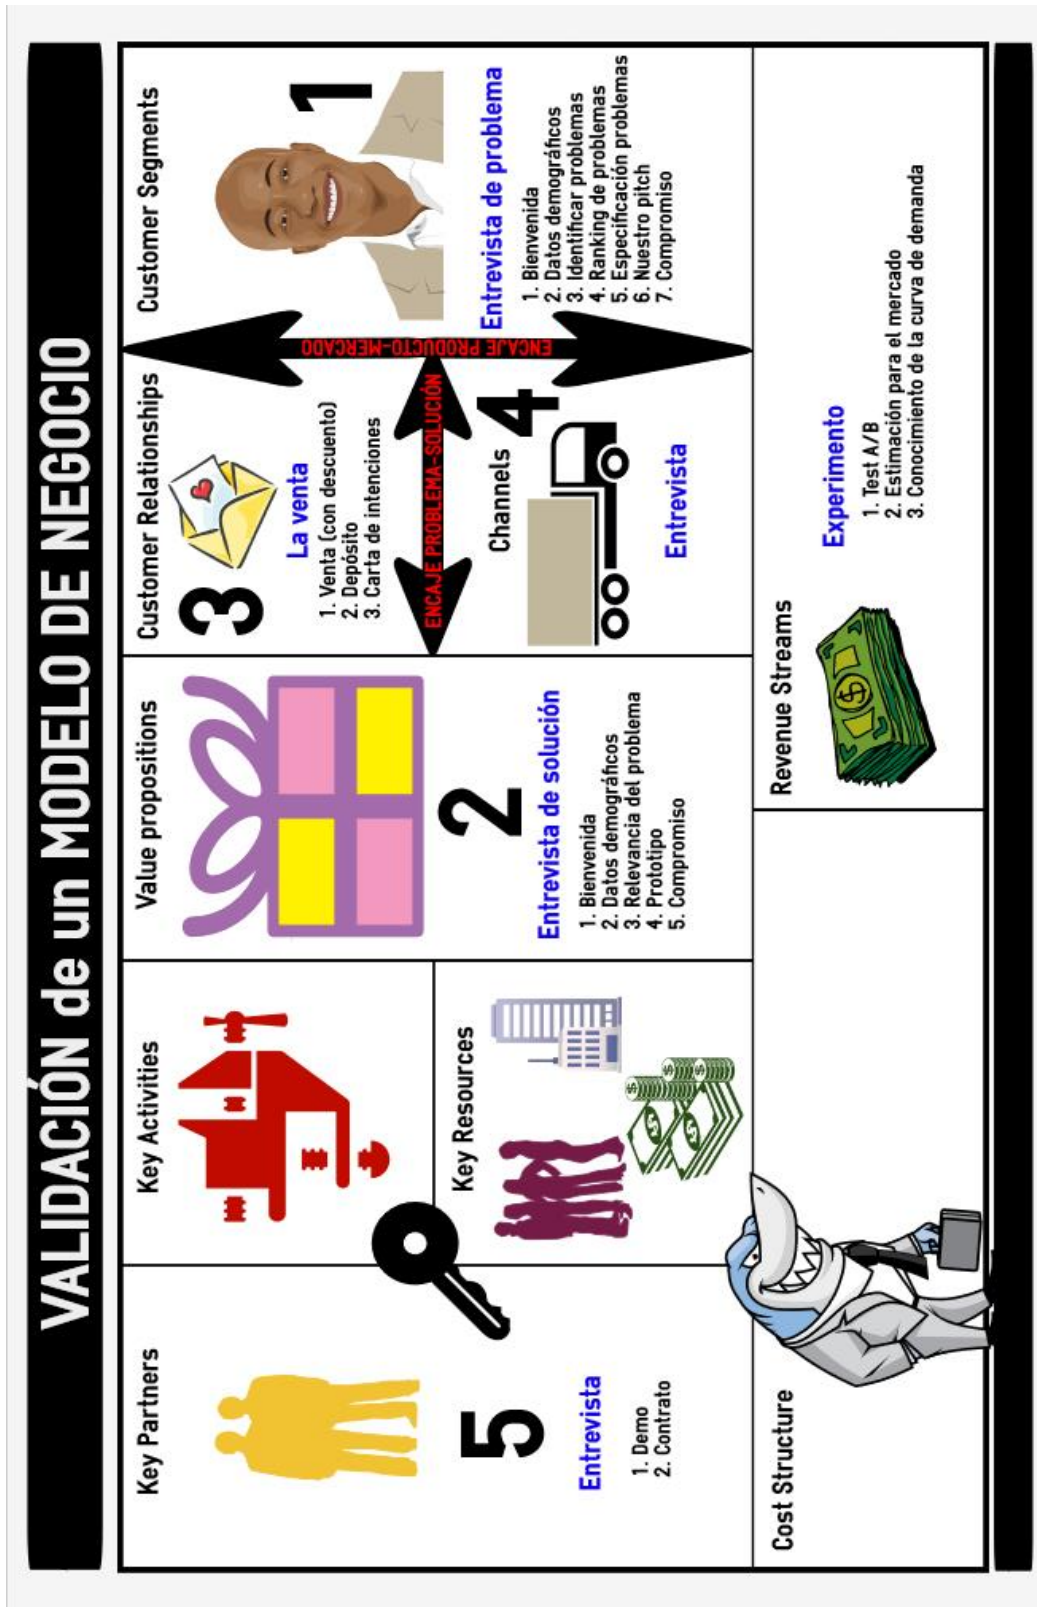 VALIDACIÓN de un MODELO DE NEGOCIO
Key Partners
5
Entrevista
1. Demo
2. Contrato
Key Activities
Key Resources
Value propositions
2
Entrevista de solución
1. Bienvenida
2. Datos demográficos
3. Relevancia del problema
4. Prototipo
5. Compromiso
Customer Relationships
3
La venta
1. Venta (con descuento)
2. Depósito
3. Carta de intenciones
ENCAJE PROBLEMA-SOLUCIÓN
Channels
4
Entrevista
ENCAJE PRODUCTO-MERCADO
Customer Segments
1
Entrevista de problema
1. Bienvenida
2. Datos demográficos
3. Identificar problemas
4. Ranking de problemas
5. Especificación problemas
6. Nuestro pitch
7. Compromiso
Cost Structure
Revenue Streams
Experimento
1. Test A/B
2. Estimación para el mercado
3. Conocimiento de la curva de demanda